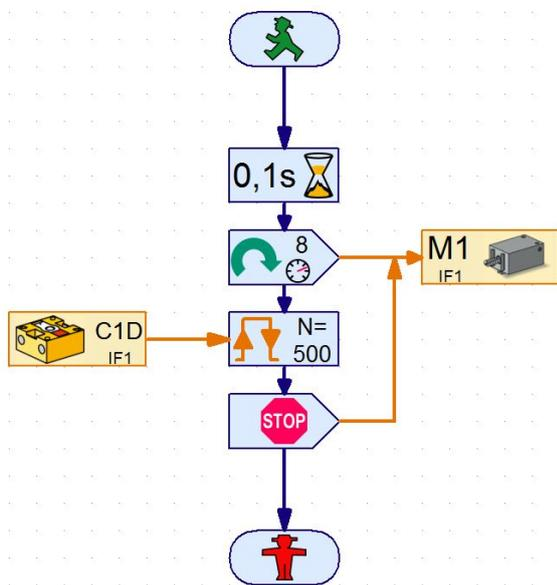 0,1s
8
M1
IF1
C1D
IF1
N=
500
STOP